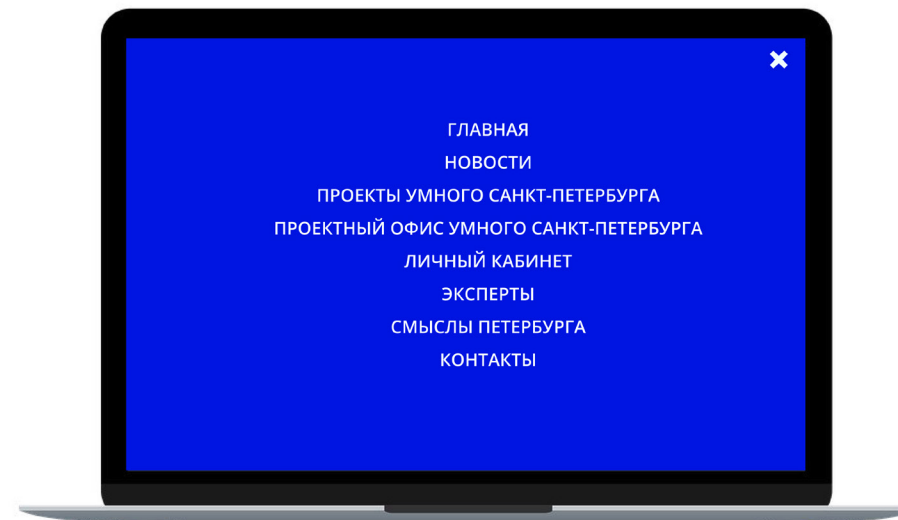 ГЛАВНАЯ
НОВОСТИ
ПРОЕКТЫ УМНОГО САНКТ-ПЕТЕРБУРГА
ПРОЕКТНЫЙ ОФИС УМНОГО САНКТ-ПЕТЕРБУРГА
ЛИЧНЫЙ КАБИНЕТ
ЭКСПЕРТЫ
СМЫСЛЫ ПЕТЕРБУРГА
КОНТАКТЫ